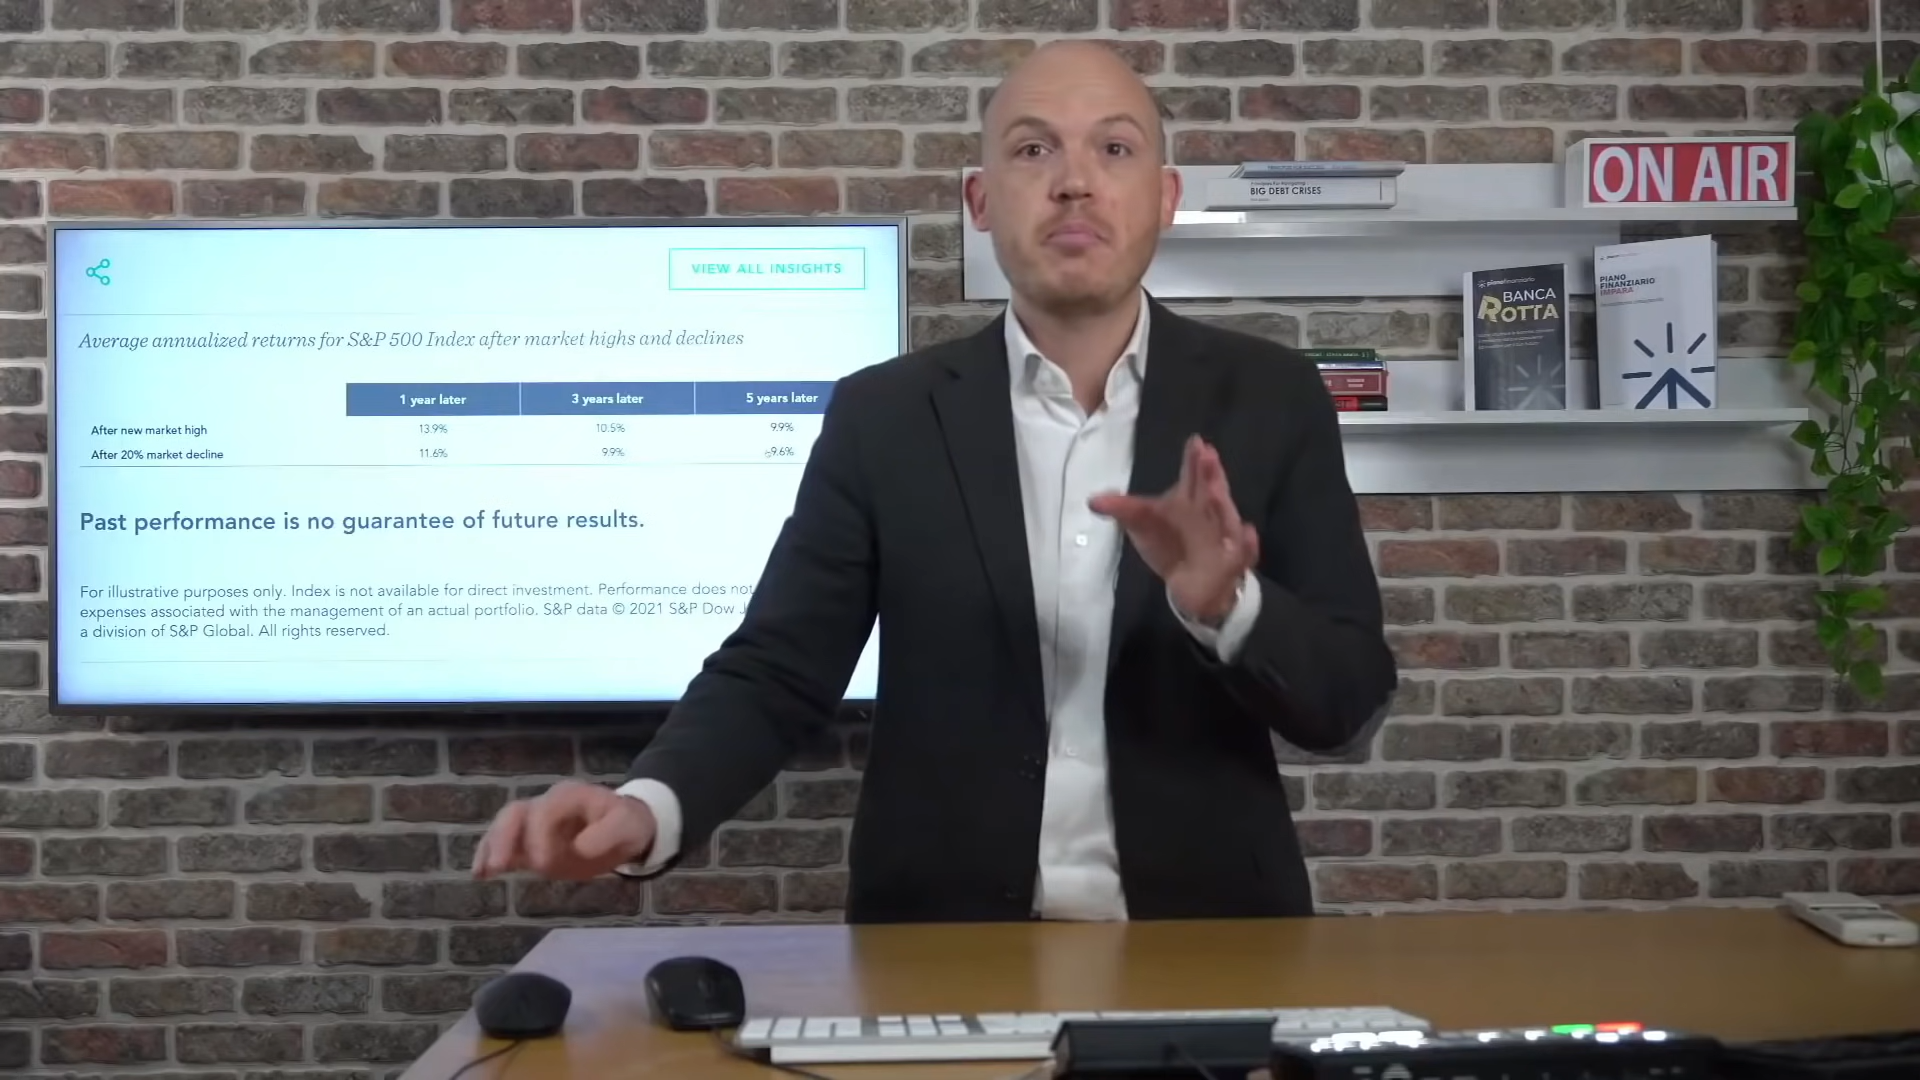 VIEW ALL INSIGHTS
Average annualized returns for S&P 500 Index after market highs and declines
1 year later 3 years later 5 years later
After new market high 13.9% 10.5% 9.9%
After 20% market decline 11.6% 9.9% 9.6%
Past performance is no guarantee of future results.
For illustrative purposes only. Index is not available for direct investment. Performance does not
expenses associated with the management of an actual portfolio. S&P data © 2021 S&P Dow J
a division of S&P Global. All rights reserved.
BIG DEBT CRISES
ON AIR
pianofinanziario
BANCA
ROTTA
PIANO
FINANZIARIO
IMPARA